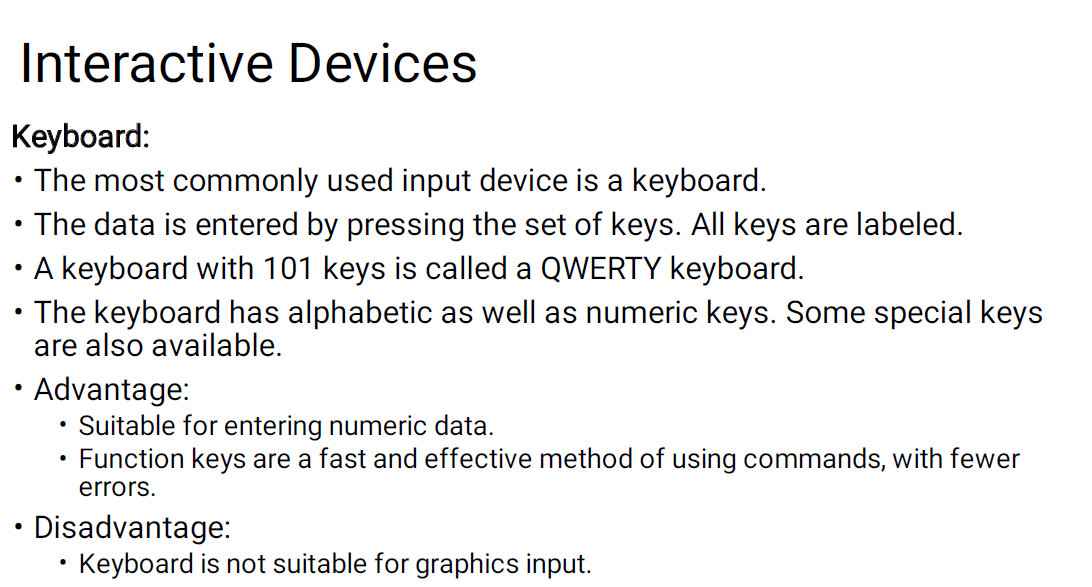 Interactive Devices
Keyboard:
• The most commonly used input device is a keyboard.
• The data is entered by pressing the set of keys. All keys are labeled.
• A keyboard with 101 keys is called a QWERTY keyboard.
• The keyboard has alphabetic as well as numeric keys. Some special keys
are also available.
• Advantage:
• Suitable for entering numeric data.
• Function keys are a fast and effective method of using commands, with fewer
errors.
• Disadvantage:
• Keyboard is not suitable for graphics input.